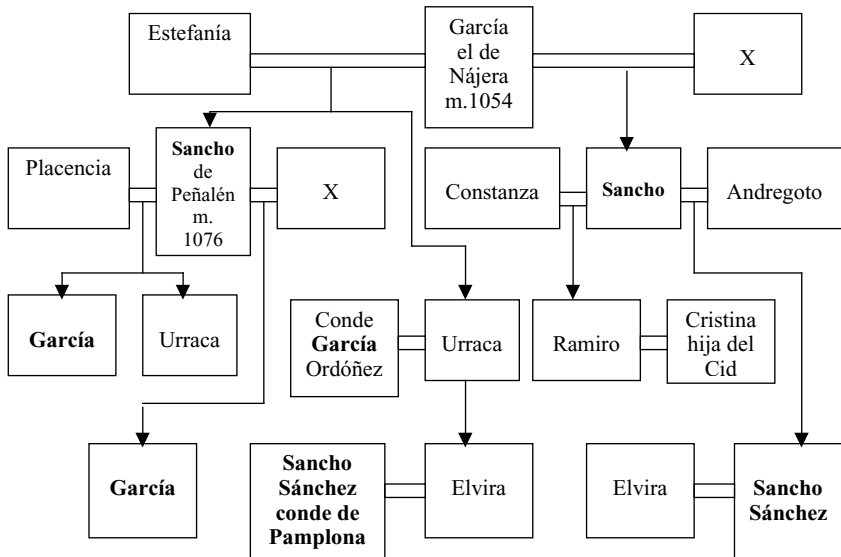 Estefanía
García
el de
Nájera
m.1054
X
Placencia
Sancho
de
Peñalén
m.
1076
X
Constanza
Sancho
Andregoto
García
Urraca
Conde
García
Ordóñez
Urraca
Ramiro
Cristina
hija del
Cid
García
Sancho
Sánchez
conde de
Pamplona
Elvira
Elvira
Sancho
Sánchez